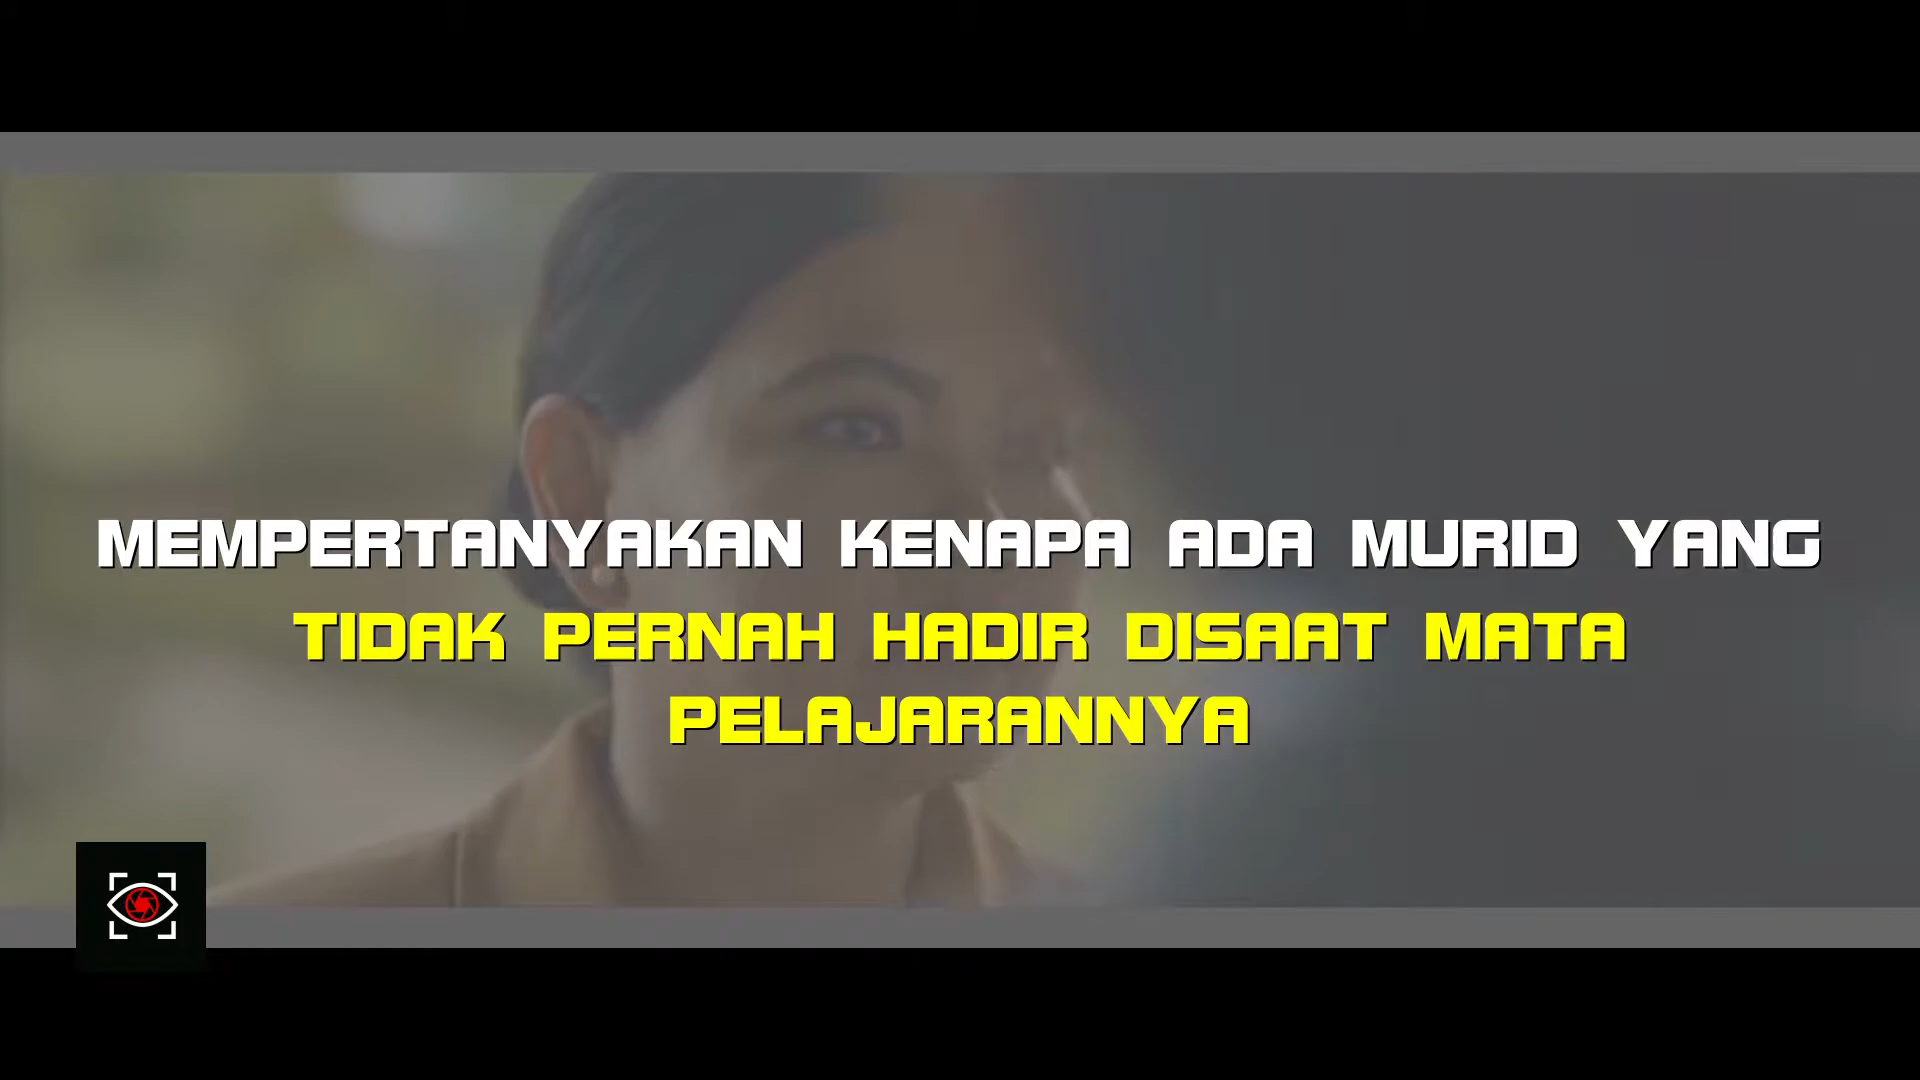 MEMPERTANYAKAN KENAPA ADA MURID YANG
TIDAK PERNAH HADIR DISAAT MATA
PELAJARANNYA